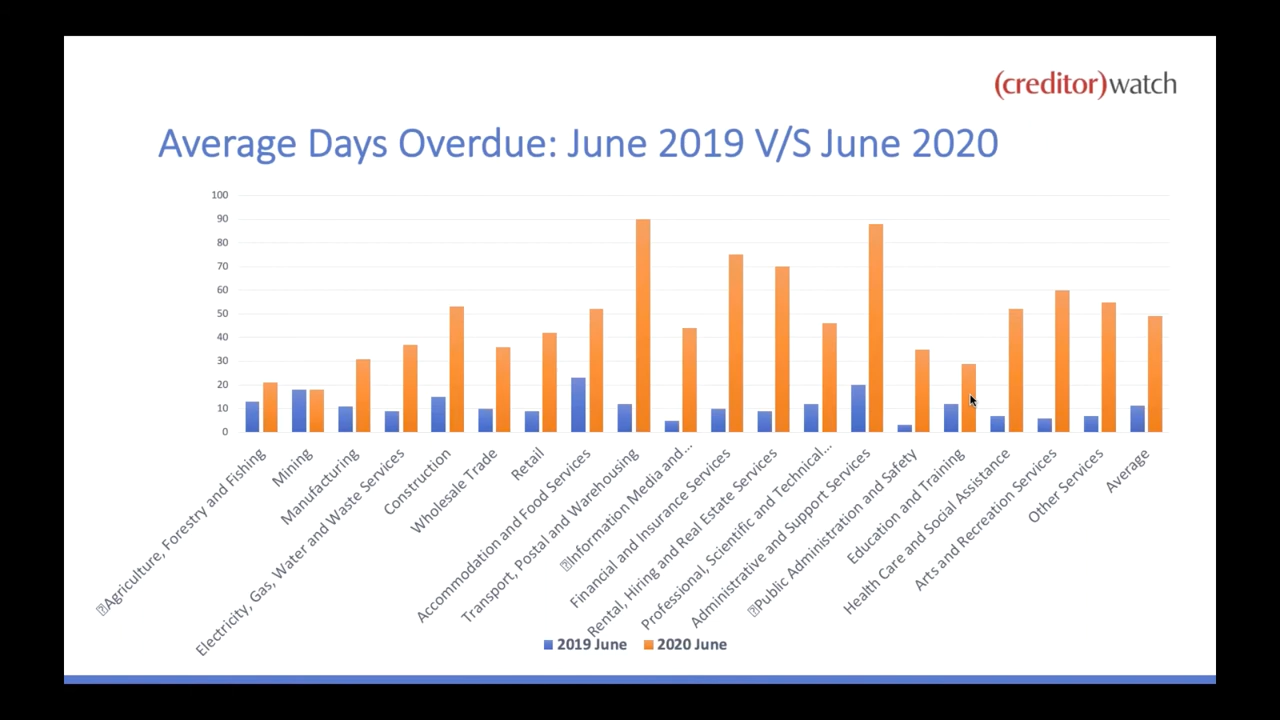 (creditor)watch
Average Days Overdue: June 2019 V/S June 2020
100
90
80
70
60
50
40
30
20
10
0
Agriculture, Forestry and Fishing
Mining
Manufacturing
Electricity, Gas, Water and Waste Services
Construction
Wholesale Trade
Retail
Accommodation and Food Services
Transport, Postal and Warehousing
Information Media and...
Financial and Insurance Services
Rental, Hiring and Real Estate Services
Professional, Scientific and Technical...
Administrative and Support Services
Public Administration and Safety
Education and Training
Health Care and Social Assistance
Arts and Recreation Services
Other Services
Average
2019 June 2020 June